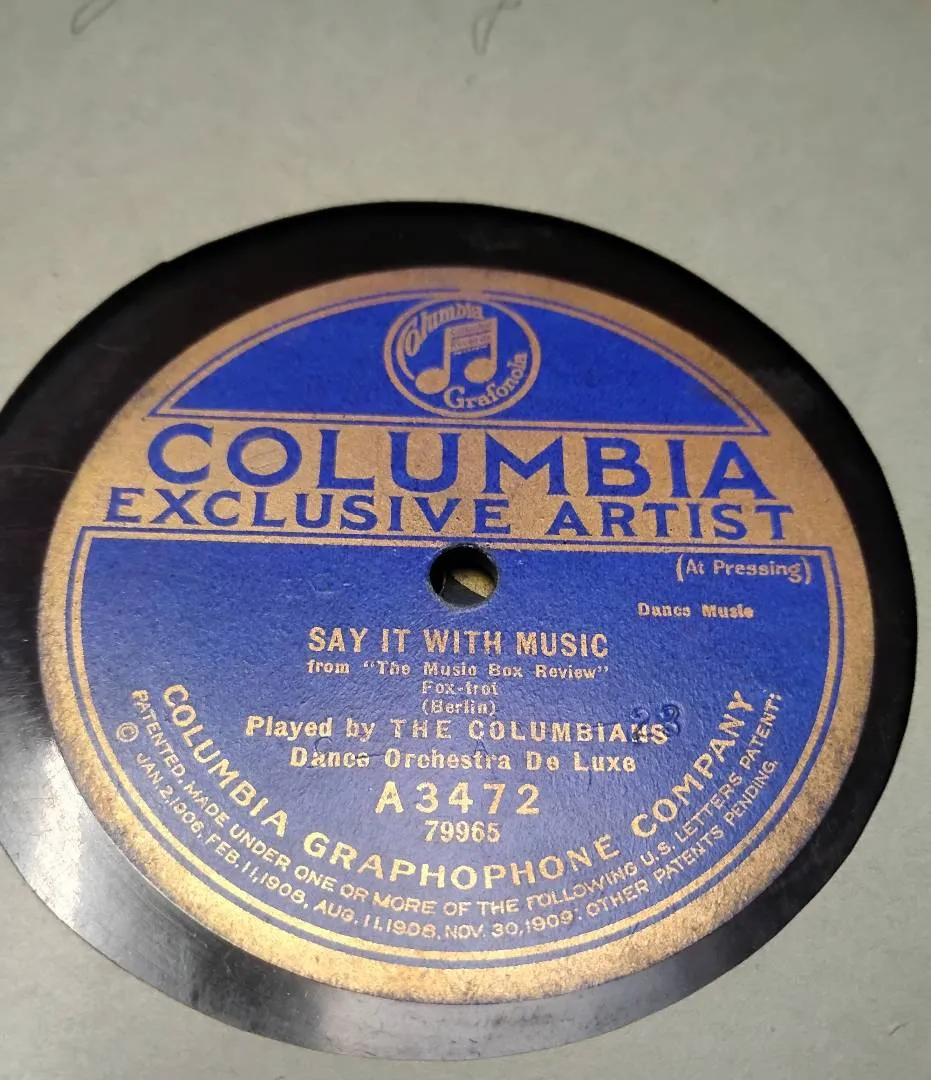 Columbia
Grafonola
COLUMBIA
EXCLUSIVE ARTIST
(At Pressing)
Dance Music
SAY IT WITH MUSIC
from "The Music Box Review"
Fox-trot
(Berlin)
23
Played by THE COLUMBIANS
Dance Orchestra De Luxe
A3472
79965
COLUMBIA GRAPHOPHONE COMPANY
PATENTED, MADE UNDER ONE OR MORE OF THE FOLLOWING U.S. LETTERS PATENT:
© JAN. 2, 1906, FEB. 11, 1908, AUG. 11, 1908, NOV. 30, 1909. OTHER PATENTS PENDING.